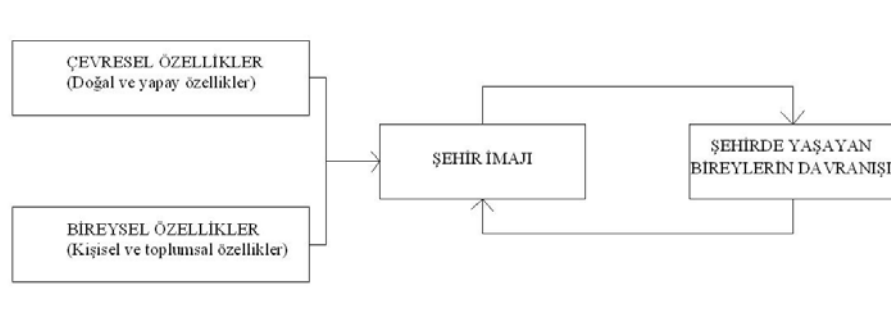 ÇEVRESEL ÖZELLİKLER
(Doğal ve yapay özellikler)
ŞEHİR İMAJI
ŞEHİRDE YAŞAYAN
BİREYLERİN DAVRANIŞI
BİREYSEL ÖZELLİKLER
(Kişisel ve toplumsal özellikler)